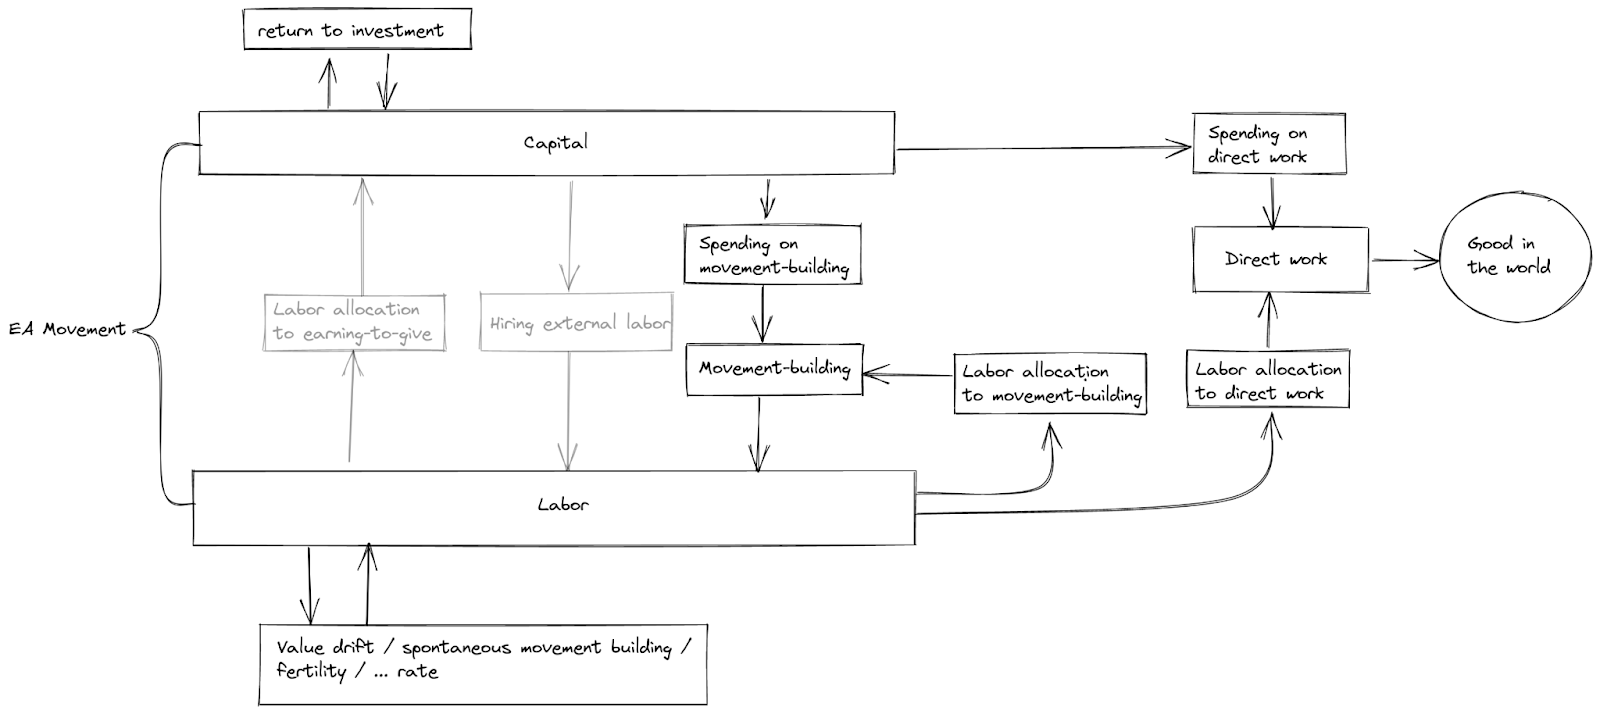 return to investment
Capital
Spending on
direct work
Spending on
movement-building
Good in
the world
Direct work
Labor allocation
to earning-to-give
Hiring external labor
EA Movement
Movement-building
Labor allocation
to movement-building
Labor allocation
to direct work
Labor
Value drift / spontaneous movement building /
fertility / ... rate